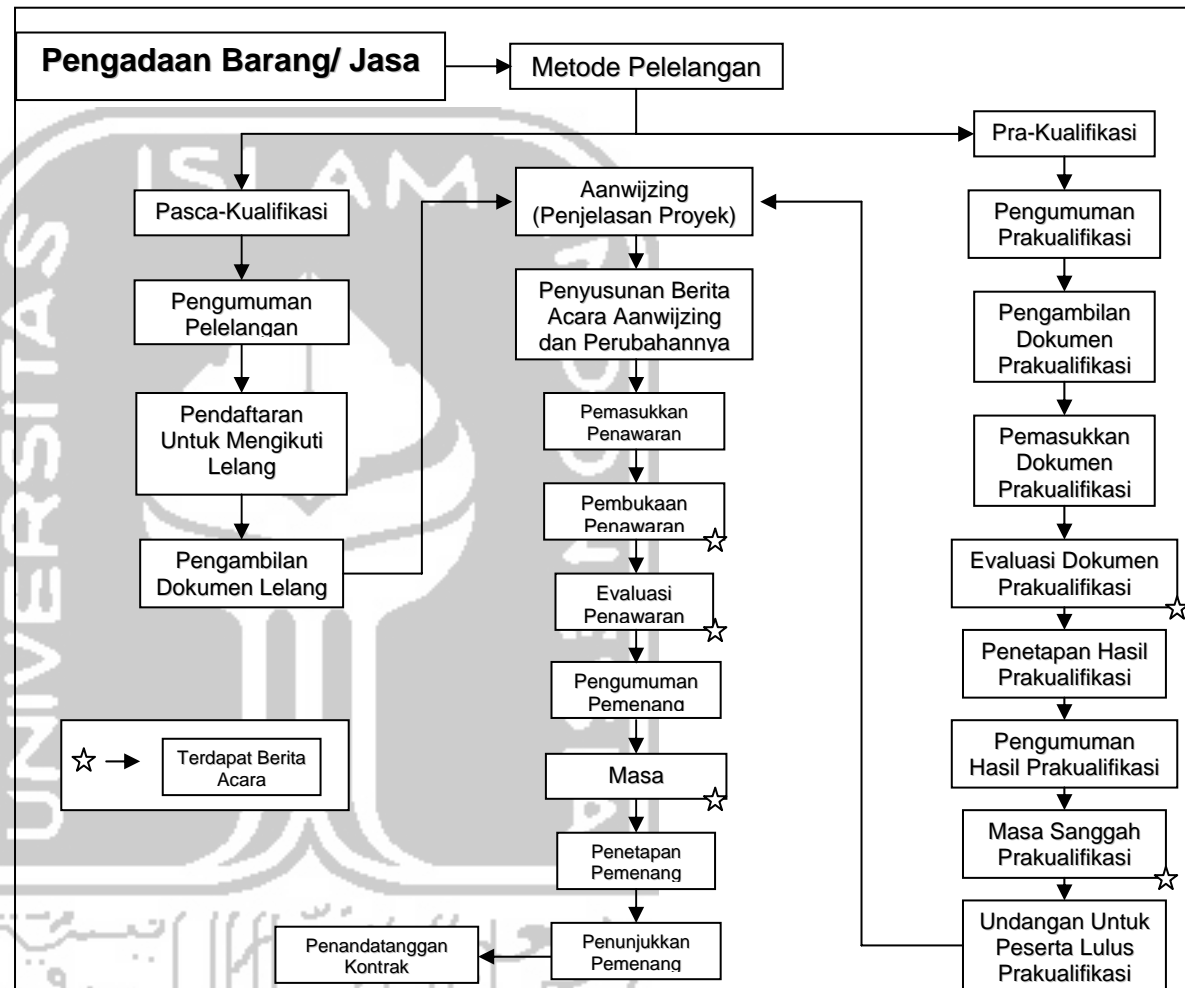 Pengadaan Barang/ Jasa
Metode Pelelangan
Pasca-Kualifikasi
Pengumuman
Pelelangan
Pendaftaran
Untuk Mengikuti
Lelang
Pengambilan
Dokumen Lelang
Terdapat Berita
Acara
Aanwijzing
(Penjelasan Proyek)
Penyusunan Berita
Acara Aanwijzing
dan Perubahannya
Pemasukkan
Penawaran
Pembukaan
Penawaran
Evaluasi
Penawaran
Pengumuman
Pemenang
Masa
Penetapan
Pemenang
Penunjukkan
Pemenang
Penandatanggan
Kontrak
Pra-Kualifikasi
Pengumuman
Prakualifikasi
Pengambilan
Dokumen
Prakualifikasi
Pemasukkan
Dokumen
Prakualifikasi
Evaluasi Dokumen
Prakualifikasi
Penetapan Hasil
Prakualifikasi
Pengumuman
Hasil Prakualifikasi
Masa Sanggah
Prakualifikasi
Undangan Untuk
Peserta Lulus
Prakualifikasi
UNIVERSITAS
ISLAM